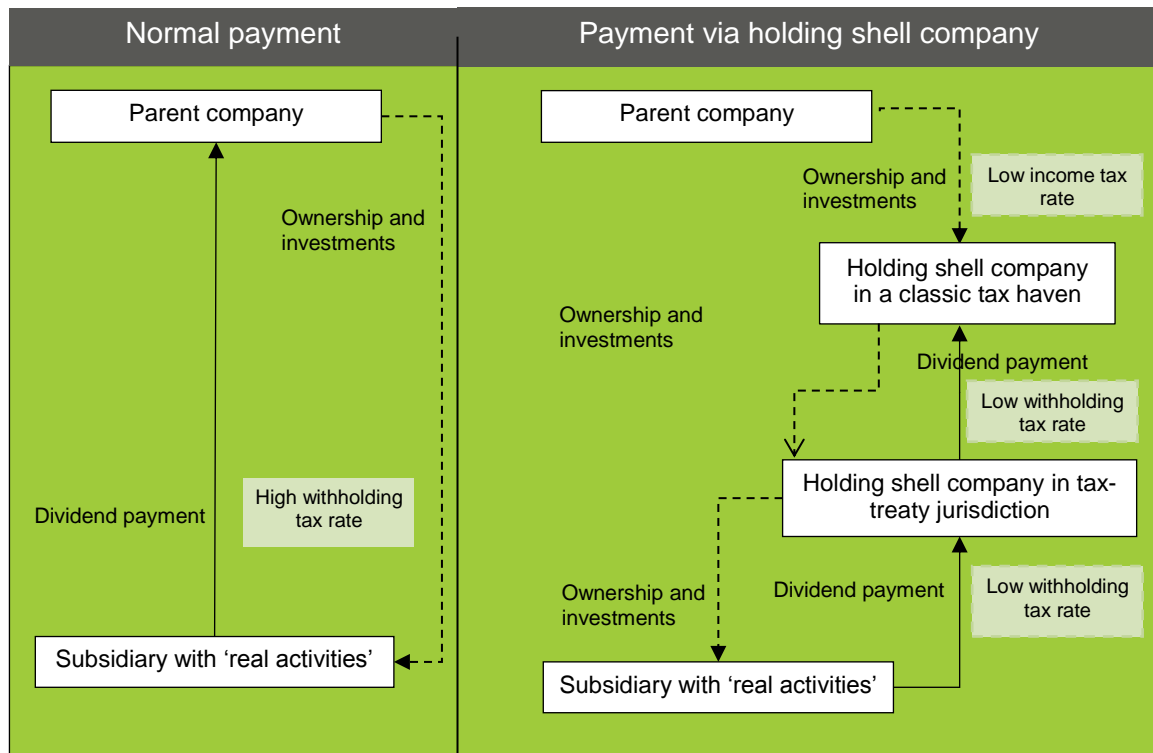 Normal payment
Payment via holding shell company
Parent company
Ownership and
investments
High withholding
tax rate
Dividend payment
Subsidiary with ‘real activities’
Parent company
Ownership and
investments
Low income tax
rate
Holding shell company
in a classic tax haven
Ownership and
investments
Dividend payment
Low withholding
tax rate
Holding shell company in tax-
treaty jurisdiction
Ownership and
investments
Dividend payment
Low withholding
tax rate
Subsidiary with ‘real activities’